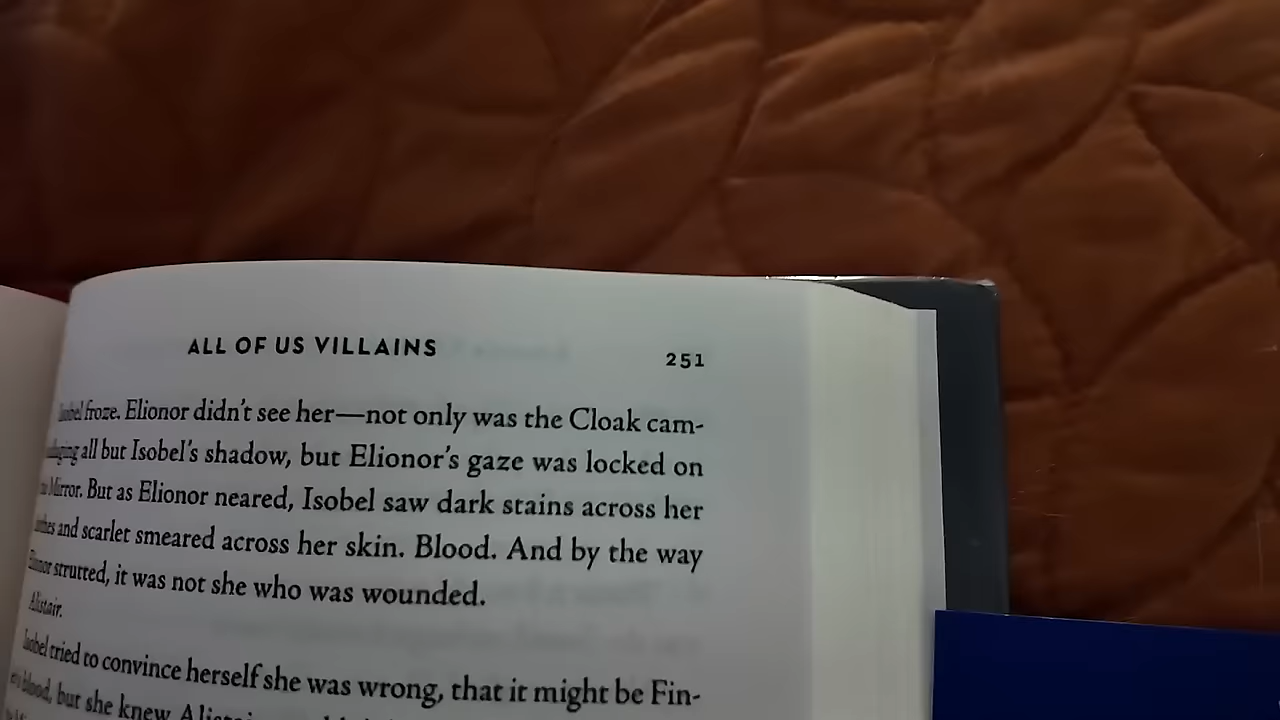 ALL OF US VILLAINS
251
Isobel froze. Elionor didn't see her—not only was the Cloak cam-
all but Isobel's shadow, but Elionor's gaze was locked on
Mirror. But as Elionor neared, Isobel saw dark stains across her
and scarlet smeared across her skin. Blood. And by the way
Elionor strutted, it was not she who was wounded.
Alistair.
Isobel tried to convince herself she was wrong, that it might be Fin-
blood, but she knew